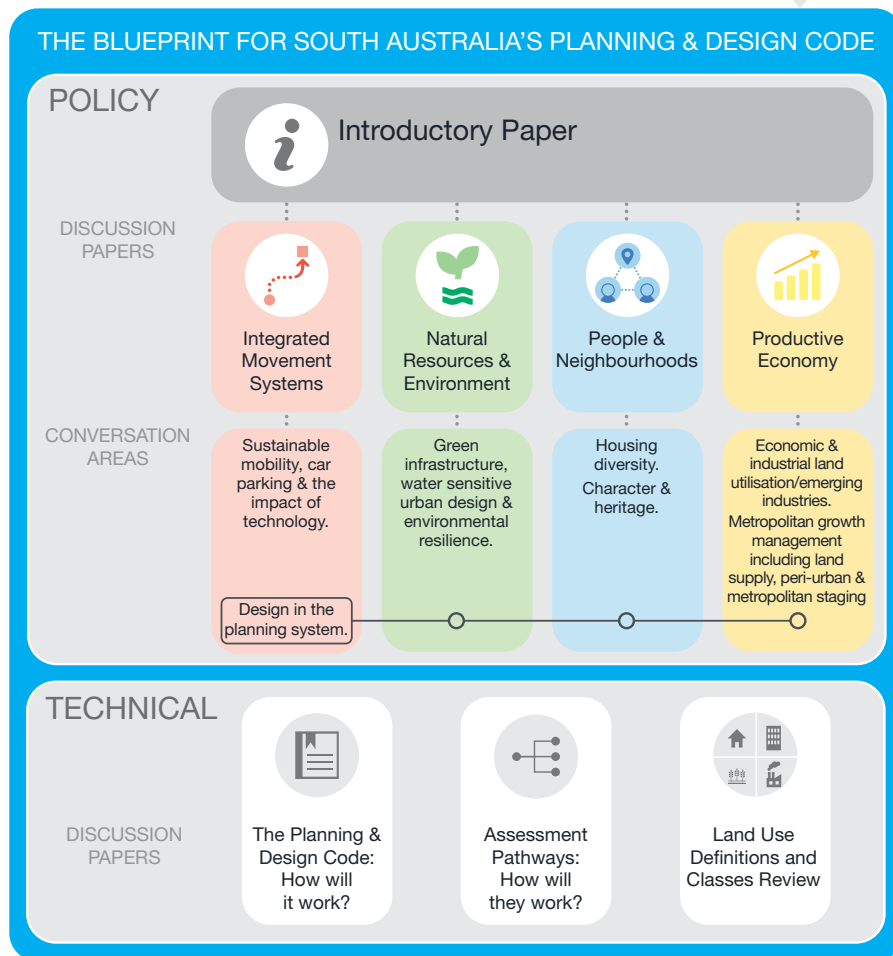 THE BLUEPRINT FOR SOUTH AUSTRALIA’S PLANNING & DESIGN CODE
POLICY
i
Introductory Paper
DISCUSSION
PAPERS
Integrated
Movement
Systems
Natural
Resources &
Environment
People &
Neighbourhoods
Productive
Economy
CONVERSATION
AREAS
Sustainable
mobility, car
parking & the
impact of
technology.
Green
infrastructure,
water sensitive
urban design &
environmental
resilience.
Housing
diversity.
Character &
heritage.
Economic &
industrial land
utilisation/emerging
industries.
Metropolitan growth
management
including land
supply, peri-urban &
metropolitan staging
Design in the
planning system.
TECHNICAL
DISCUSSION
PAPERS
The Planning &
Design Code:
How will
it work?
Assessment
Pathways:
How will
they work?
Land Use
Definitions and
Classes Review